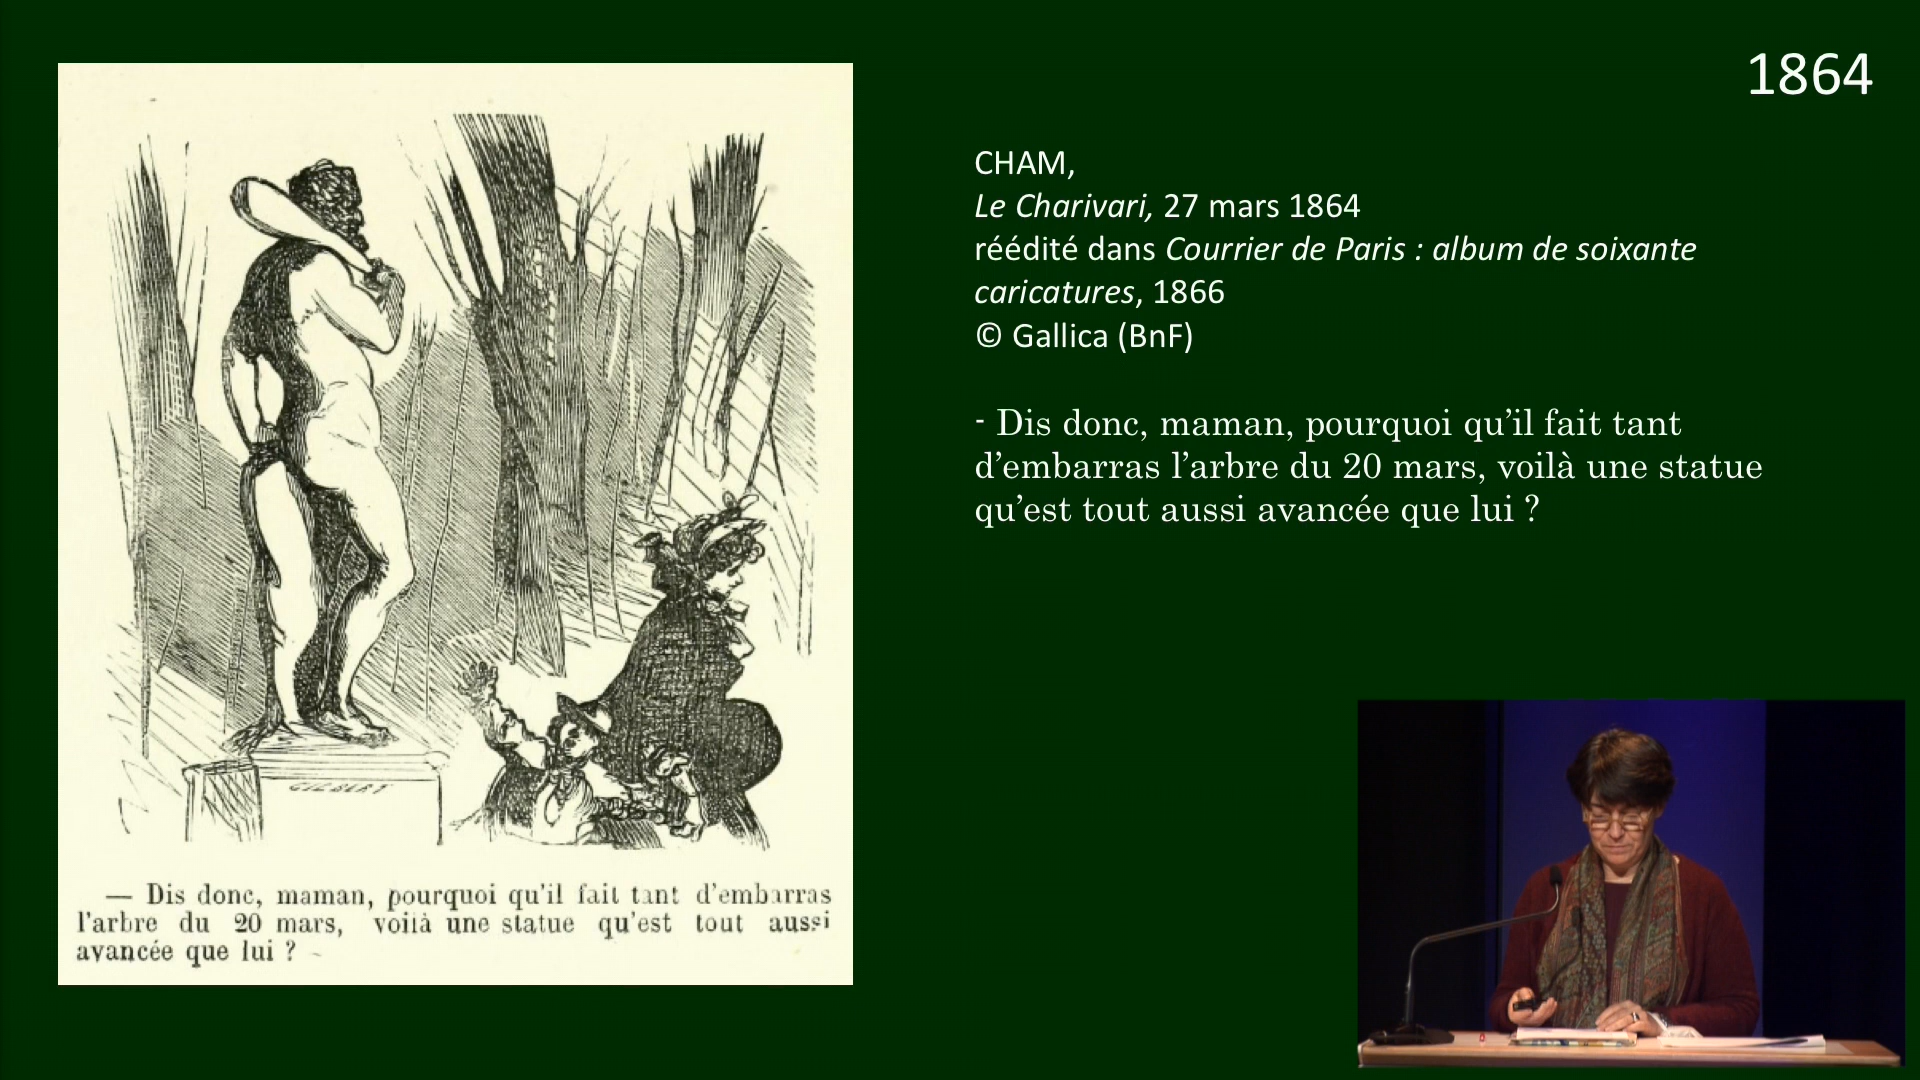 1864
CHAM,
Le Charivari, 27 mars 1864
réédité dans Courrier de Paris : album de soixante
caricatures, 1866
© Gallica (BnF)
- Dis donc, maman, pourquoi qu’il fait tant
d’embarras l’arbre du 20 mars, voilà une statue
qu’est tout aussi avancée que lui ?
GILBERT
— Dis donc, maman, pourquoi qu'il fait tant d'embarras
l'arbre du 20 mars, voilà une statue qu'est tout aussi
avancée que lui ?